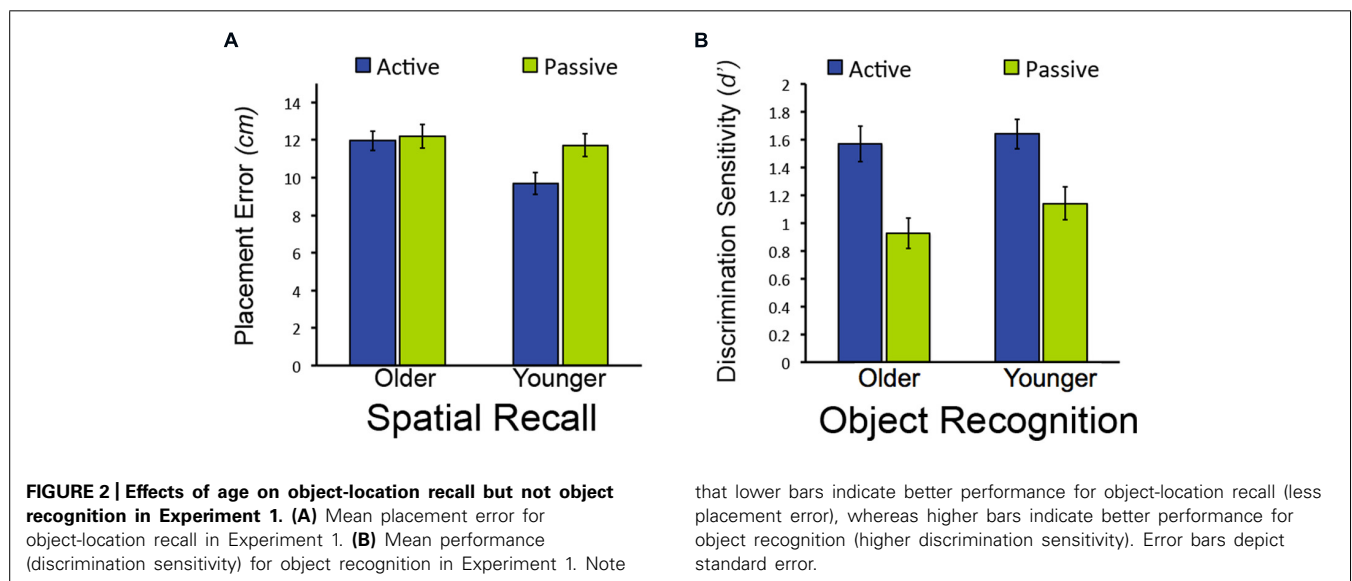 A
Active Passive
Placement Error (cm)
14
12
10
8
6
4
2
0
Older Younger
Spatial Recall
B
Active Passive
Discrimination Sensitivity (d’)
2
1.8
1.6
1.4
1.2
1
0.8
0.6
0.4
0.2
0
Older Younger
Object Recognition
FIGURE 2 | Effects of age on object-location recall but not object
recognition in Experiment 1. (A) Mean placement error for
object-location recall in Experiment 1. (B) Mean performance
(discrimination sensitivity) for object recognition in Experiment 1. Note
that lower bars indicate better performance for object-location recall (less
placement error), whereas higher bars indicate better performance for
object recognition (higher discrimination sensitivity). Error bars depict
standard error.